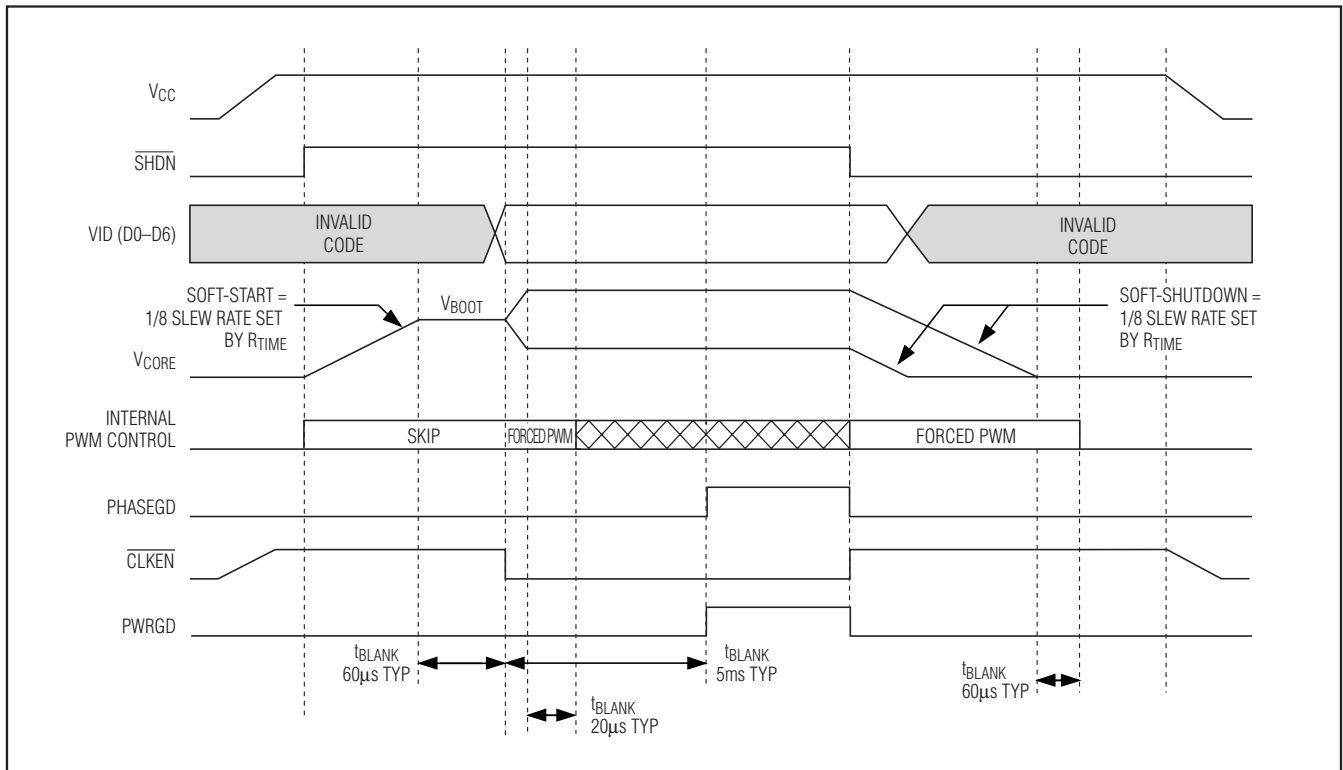 VCC
SHDN
VID (D0–D6)
INVALID
CODE
INVALID
CODE
SOFT-START =
1/8 SLEW RATE SET
BY RTIME
VBOOT
SOFT-SHUTDOWN =
1/8 SLEW RATE SET
BY RTIME
VCORE
INTERNAL
PWM CONTROL
SKIP
FORCED PWM
FORCED PWM
PHASEGD
CLKEN
PWRGD
tBLANK
60µs TYP
tBLANK
5ms TYP
tBLANK
60µs TYP
tBLANK
20µs TYP